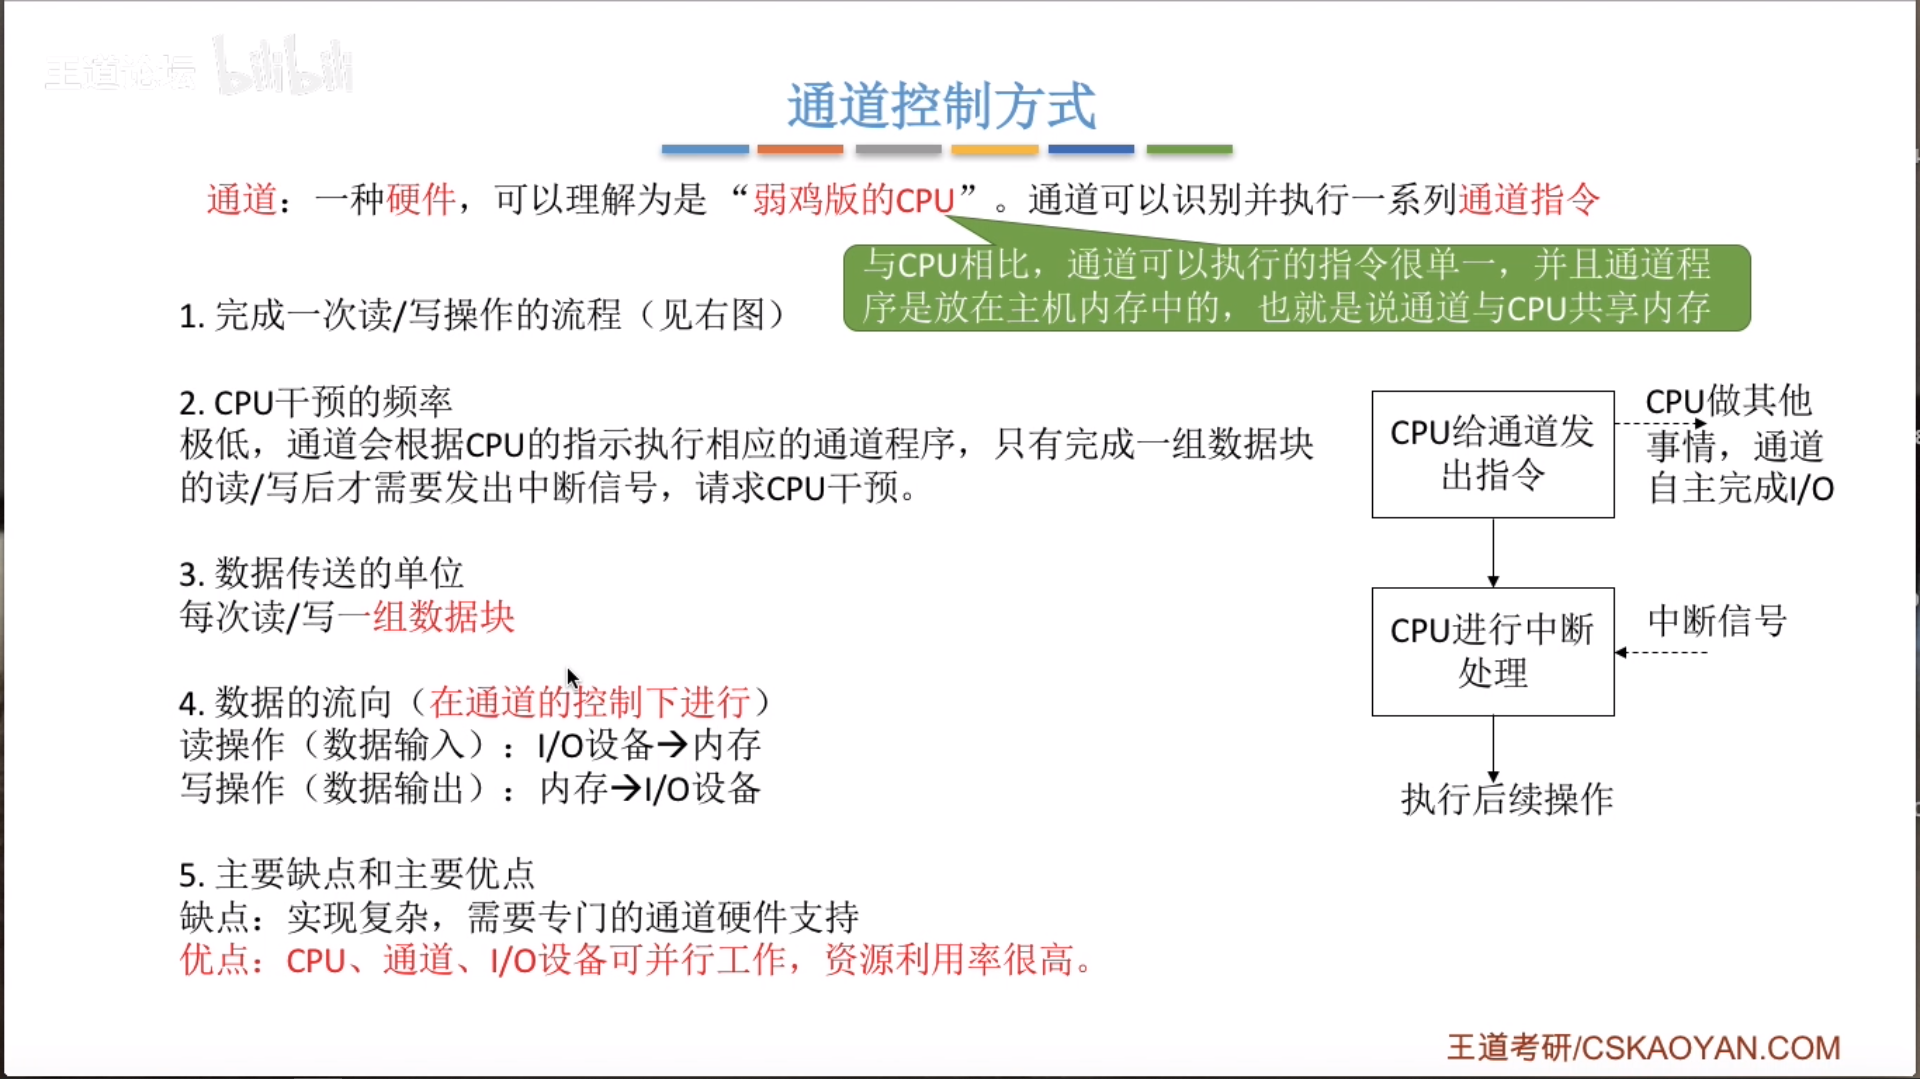 王道论坛 bilibili
通道控制方式
通道：一种硬件，可以理解为是“弱鸡版的CPU”。通道可以识别并执行一系列通道指令
与CPU相比，通道可以执行的指令很单一，并且通道程
序是放在主机内存中的，也就是说通道与CPU共享内存
1. 完成一次读/写操作的流程（见右图）
2. CPU干预的频率
极低，通道会根据CPU的指示执行相应的通道程序，只有完成一组数据块
的读/写后才需要发出中断信号，请求CPU干预。
3. 数据传送的单位
每次读/写一组数据块
4. 数据的流向（在通道的控制下进行）
读操作（数据输入）：I/O设备→内存
写操作（数据输出）：内存→I/O设备
5. 主要缺点和主要优点
缺点：实现复杂，需要专门的通道硬件支持
优点：CPU、通道、I/O设备可并行工作，资源利用率很高。
CPU给通道发
出指令
CPU做其他
事情，通道
自主完成I/O
CPU进行中断
处理
中断信号
执行后续操作
王道考研/CSKAOYAN.COM